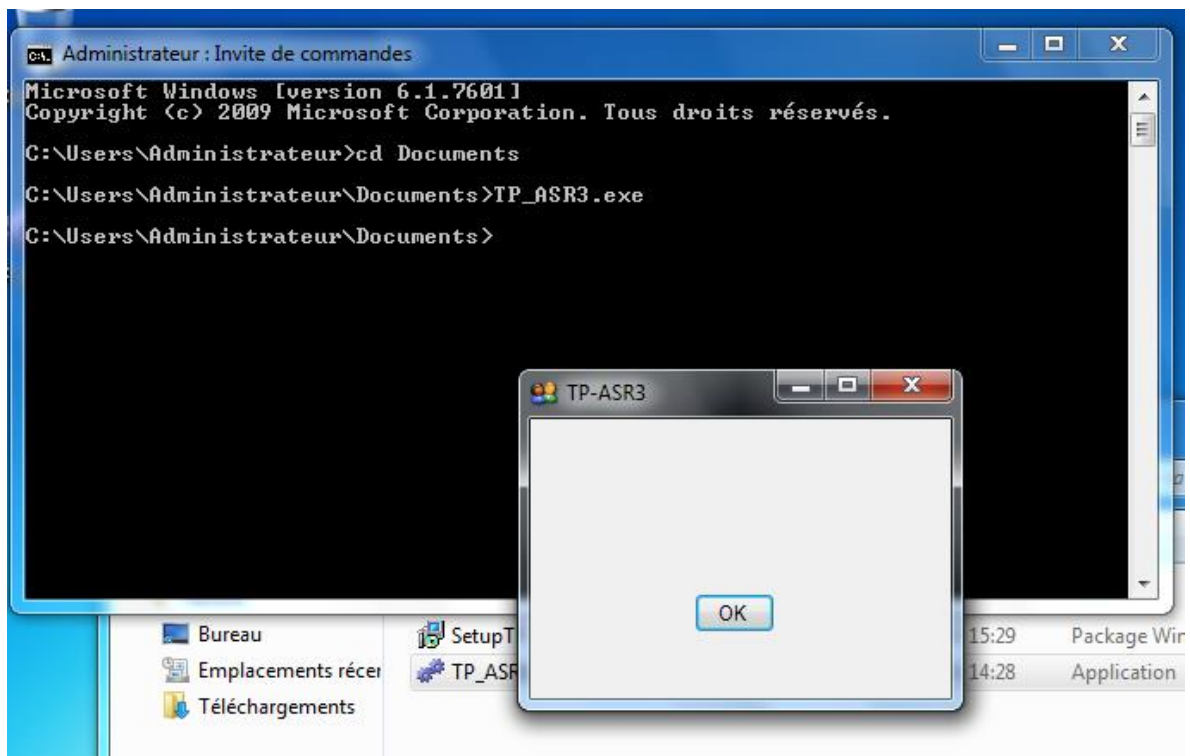 Administrateur : Invite de commandes
Microsoft Windows [version 6.1.7601]
Copyright (c) 2009 Microsoft Corporation. Tous droits réservés.
C:\Users\Administrateur>cd Documents
C:\Users\Administrateur\Documents>TP_ASR3.exe
C:\Users\Administrateur\Documents>
TP-ASR3
OK
Bureau
SetupT
15:29
Package Win
Emplacements récer
TP_ASR
14:28
Application
Téléchargements